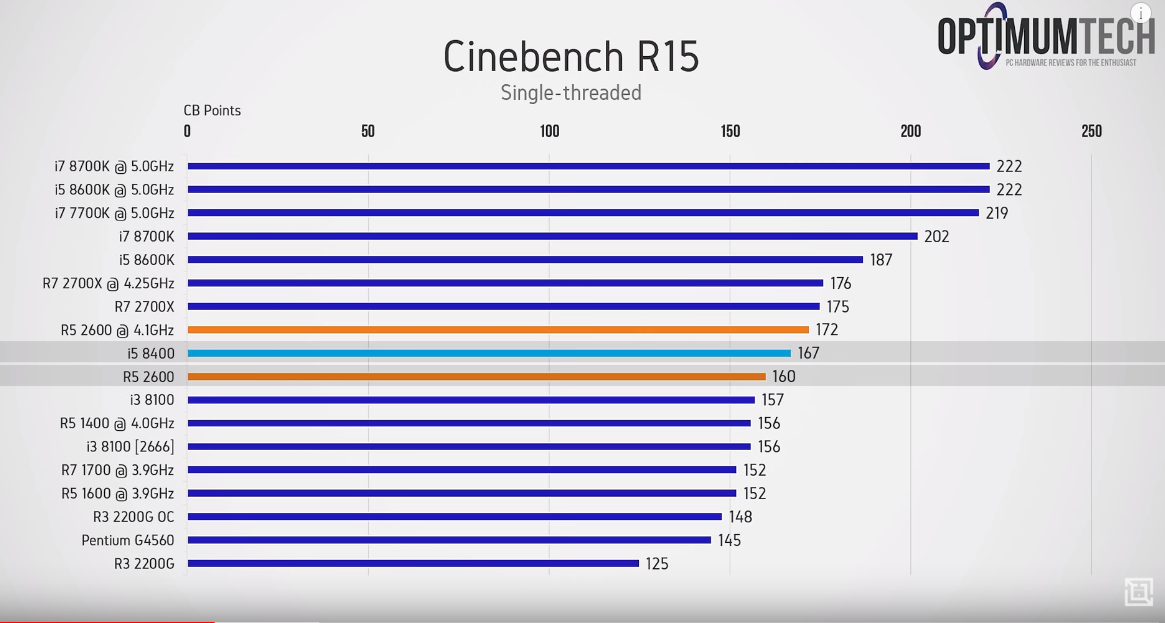 OPTIMUMTECH
PC HARDWARE REVIEWS FOR THE ENTHUSIAST
i
Cinebench R15
Single-threaded
CB Points
0 50 100 150 200 250
i7 8700K @ 5.0GHz 222
i5 8600K @ 5.0GHz 222
i7 7700K @ 5.0GHz 219
i7 8700K 202
i5 8600K 187
R7 2700X @ 4.25GHz 176
R7 2700X 175
R5 2600 @ 4.1GHz 172
i5 8400 167
R5 2600 160
i3 8100 157
R5 1400 @ 4.0GHz 156
i3 8100 [2666] 156
R7 1700 @ 3.9GHz 152
R5 1600 @ 3.9GHz 152
R3 2200G OC 148
Pentium G4560 145
R3 2200G 125